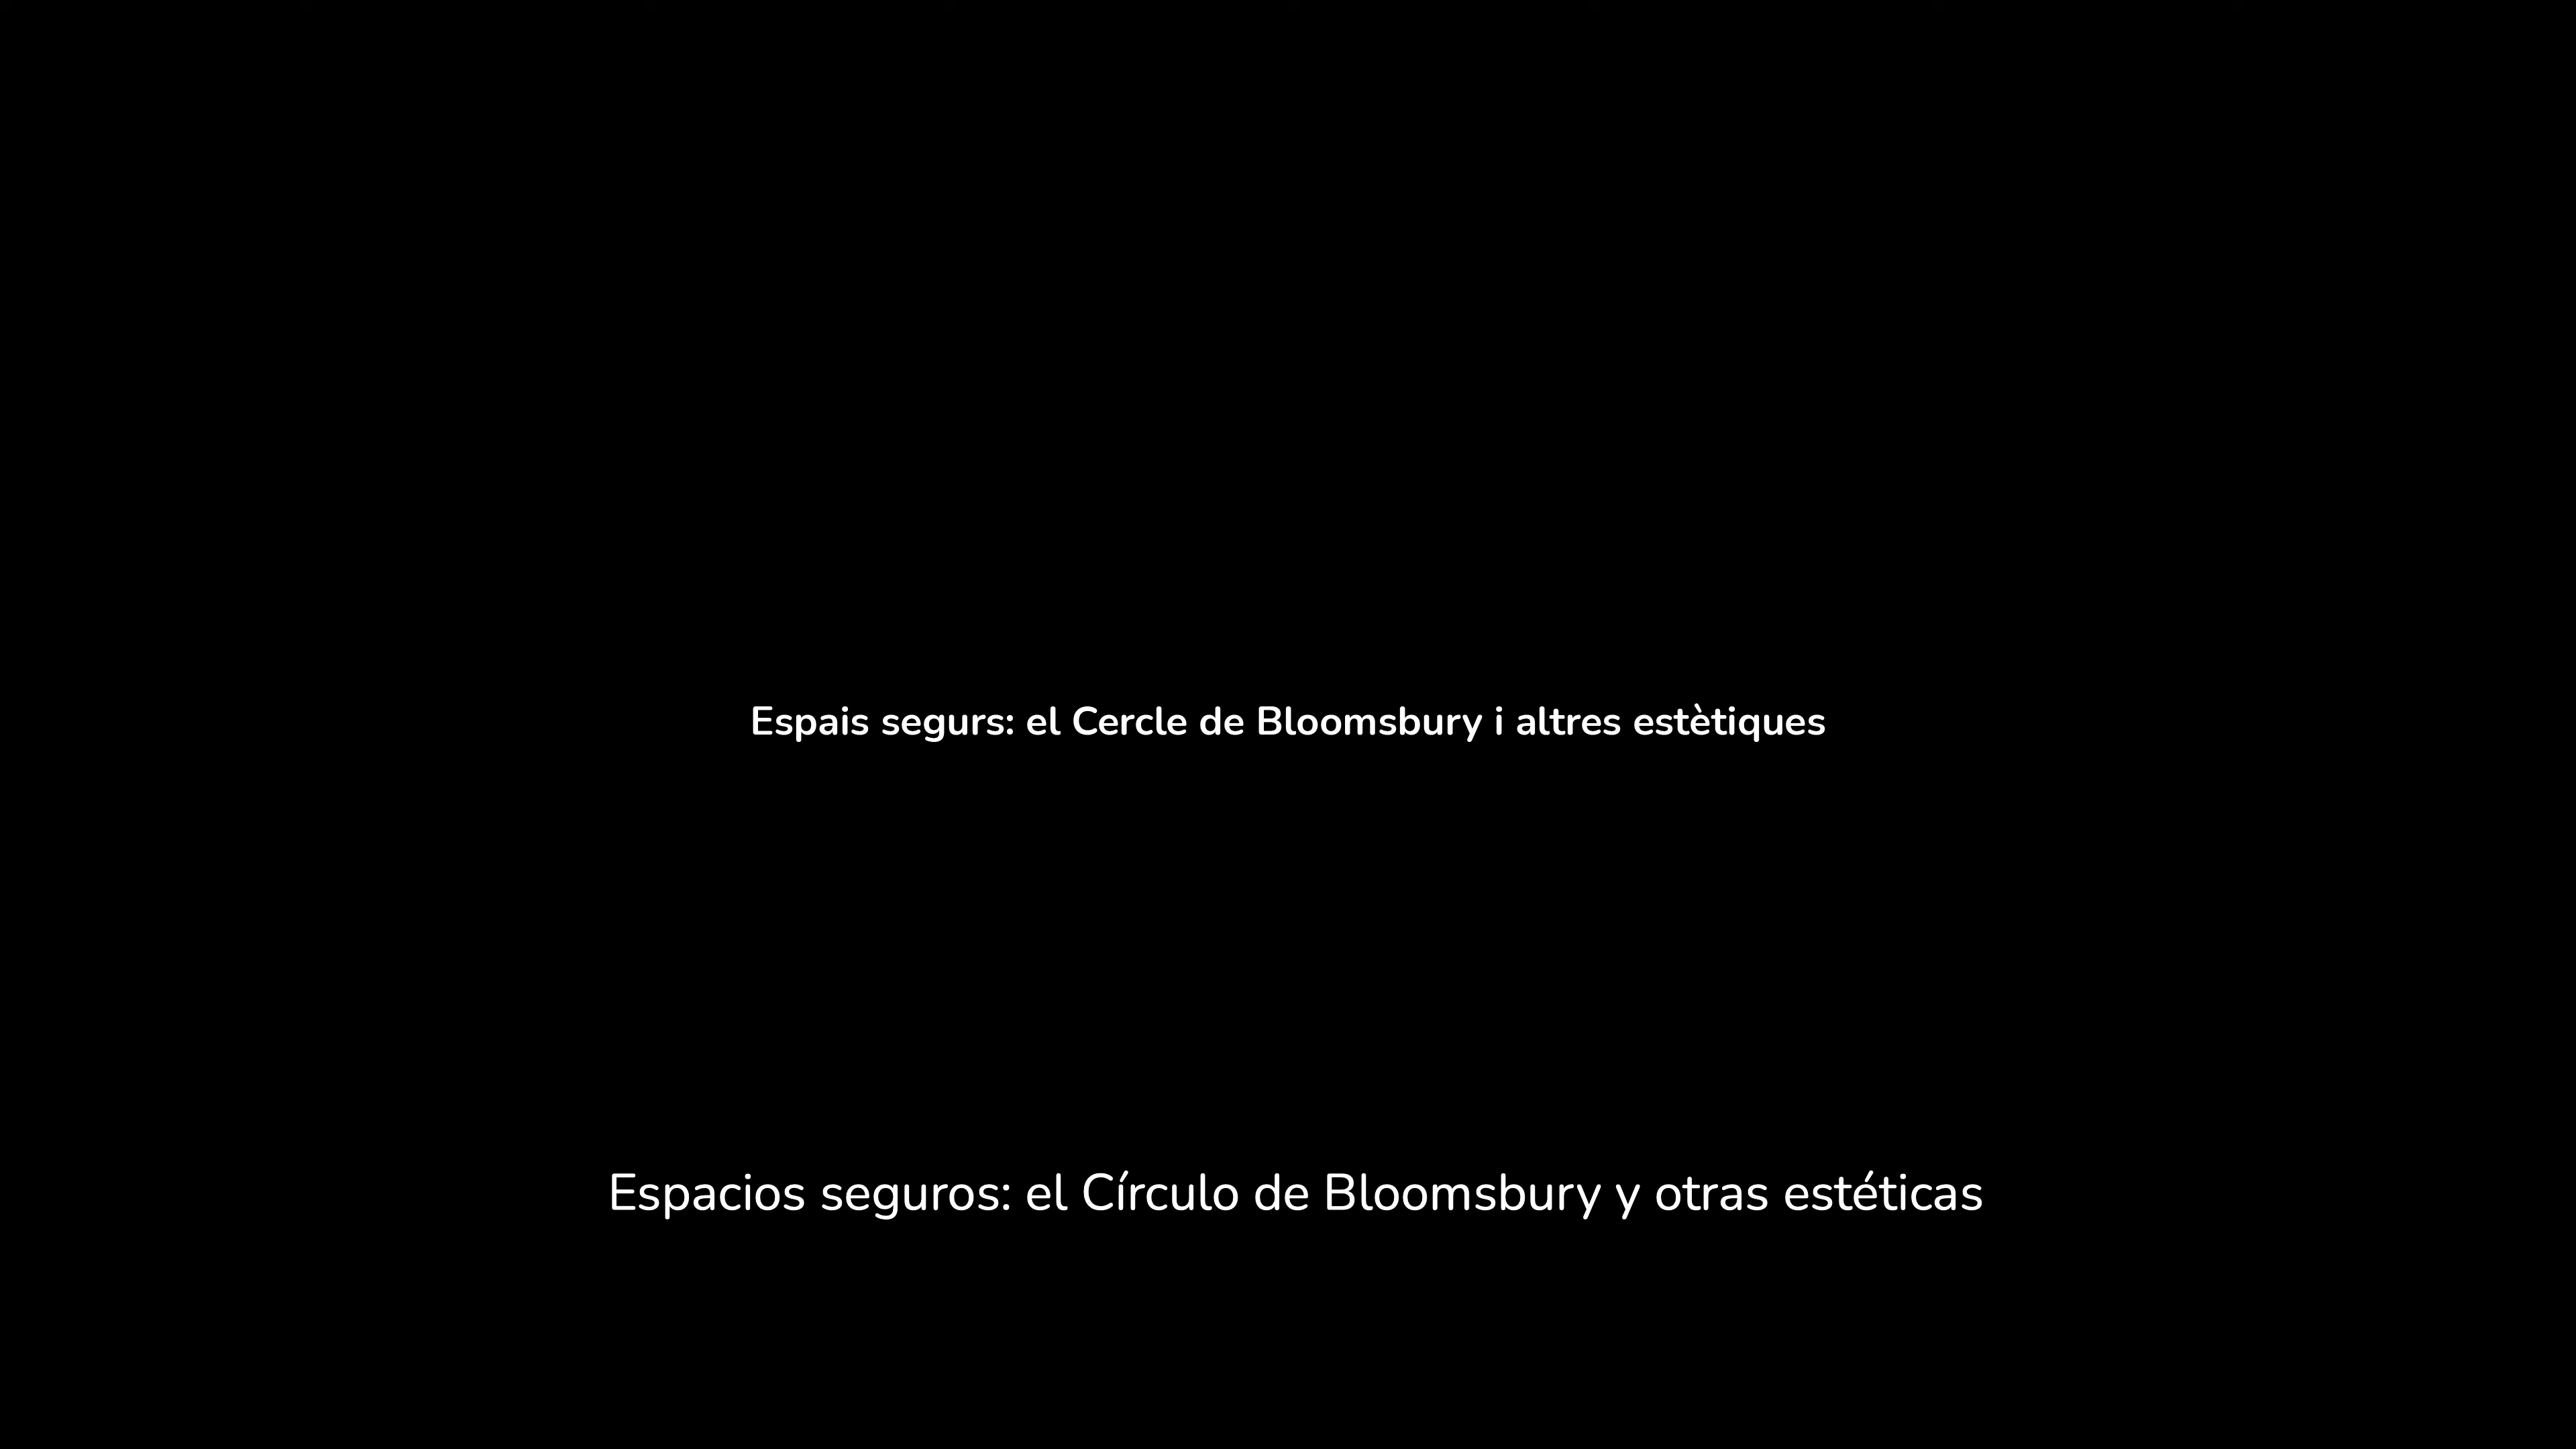 Espais segurs: el Cercle de Bloomsbury i altres estètiques
Espacios seguros: el Círculo de Bloomsbury y otras estéticas